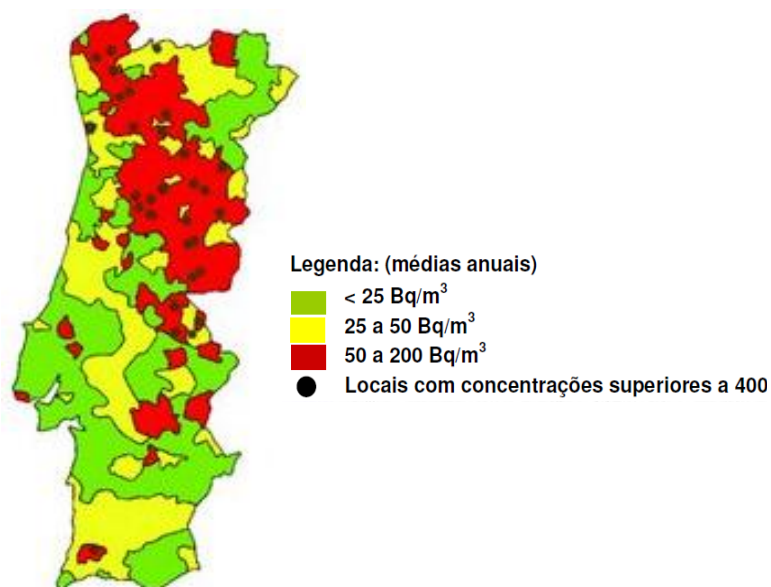 Legenda: (médias anuais)
< 25 Bq/m³
25 a 50 Bq/m³
50 a 200 Bq/m³
Locais com concentrações superiores a 400